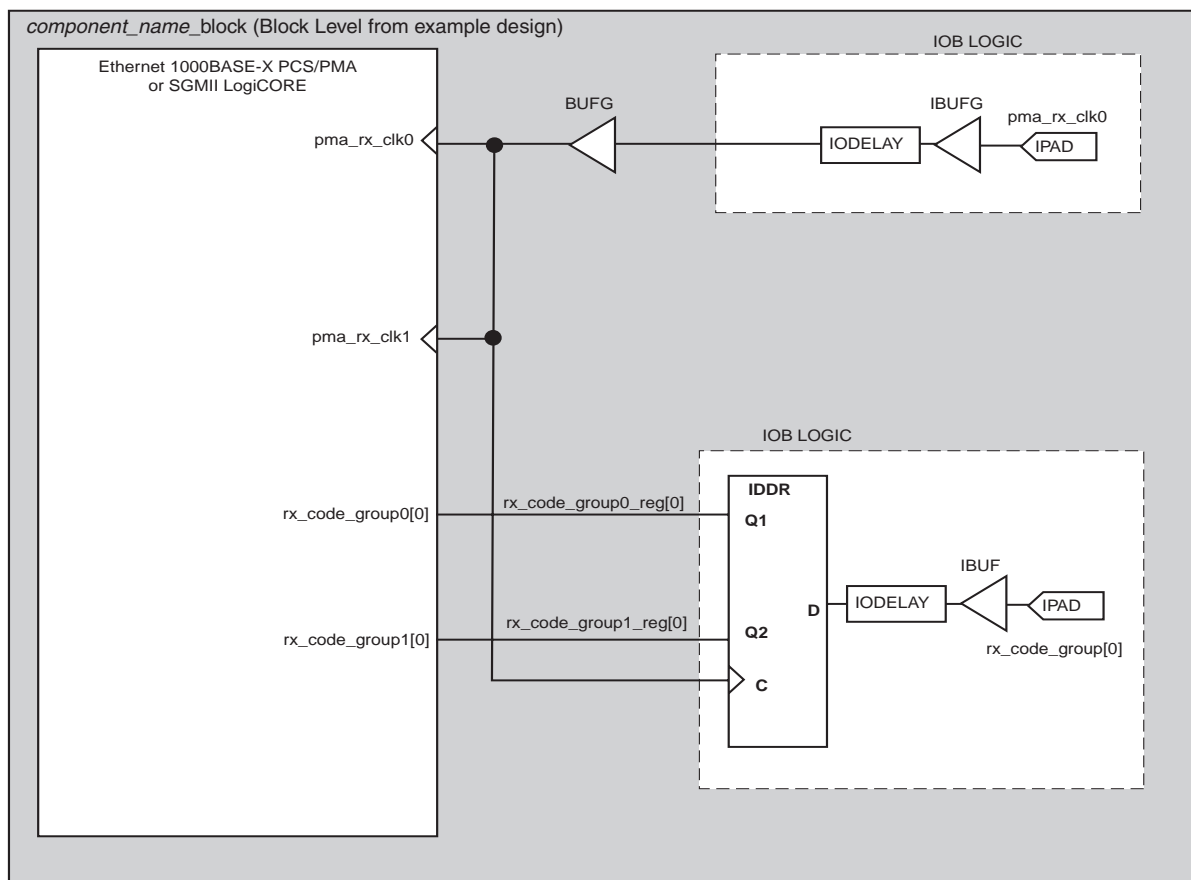 component_name_block (Block Level from example design)
Ethernet 1000BASE-X PCS/PMA
or SGMII LogiCORE
IOB LOGIC
BUFG
IBUFG
pma_rx_clk0
pma_rx_clk0
IODELAY
IPAD
pma_rx_clk1
IOB LOGIC
IDDR
rx_code_group0[0]
rx_code_group0_reg[0]
Q1
IBUF
D
IODELAY
IPAD
rx_code_group1[0]
rx_code_group1_reg[0]
Q2
rx_code_group[0]
C